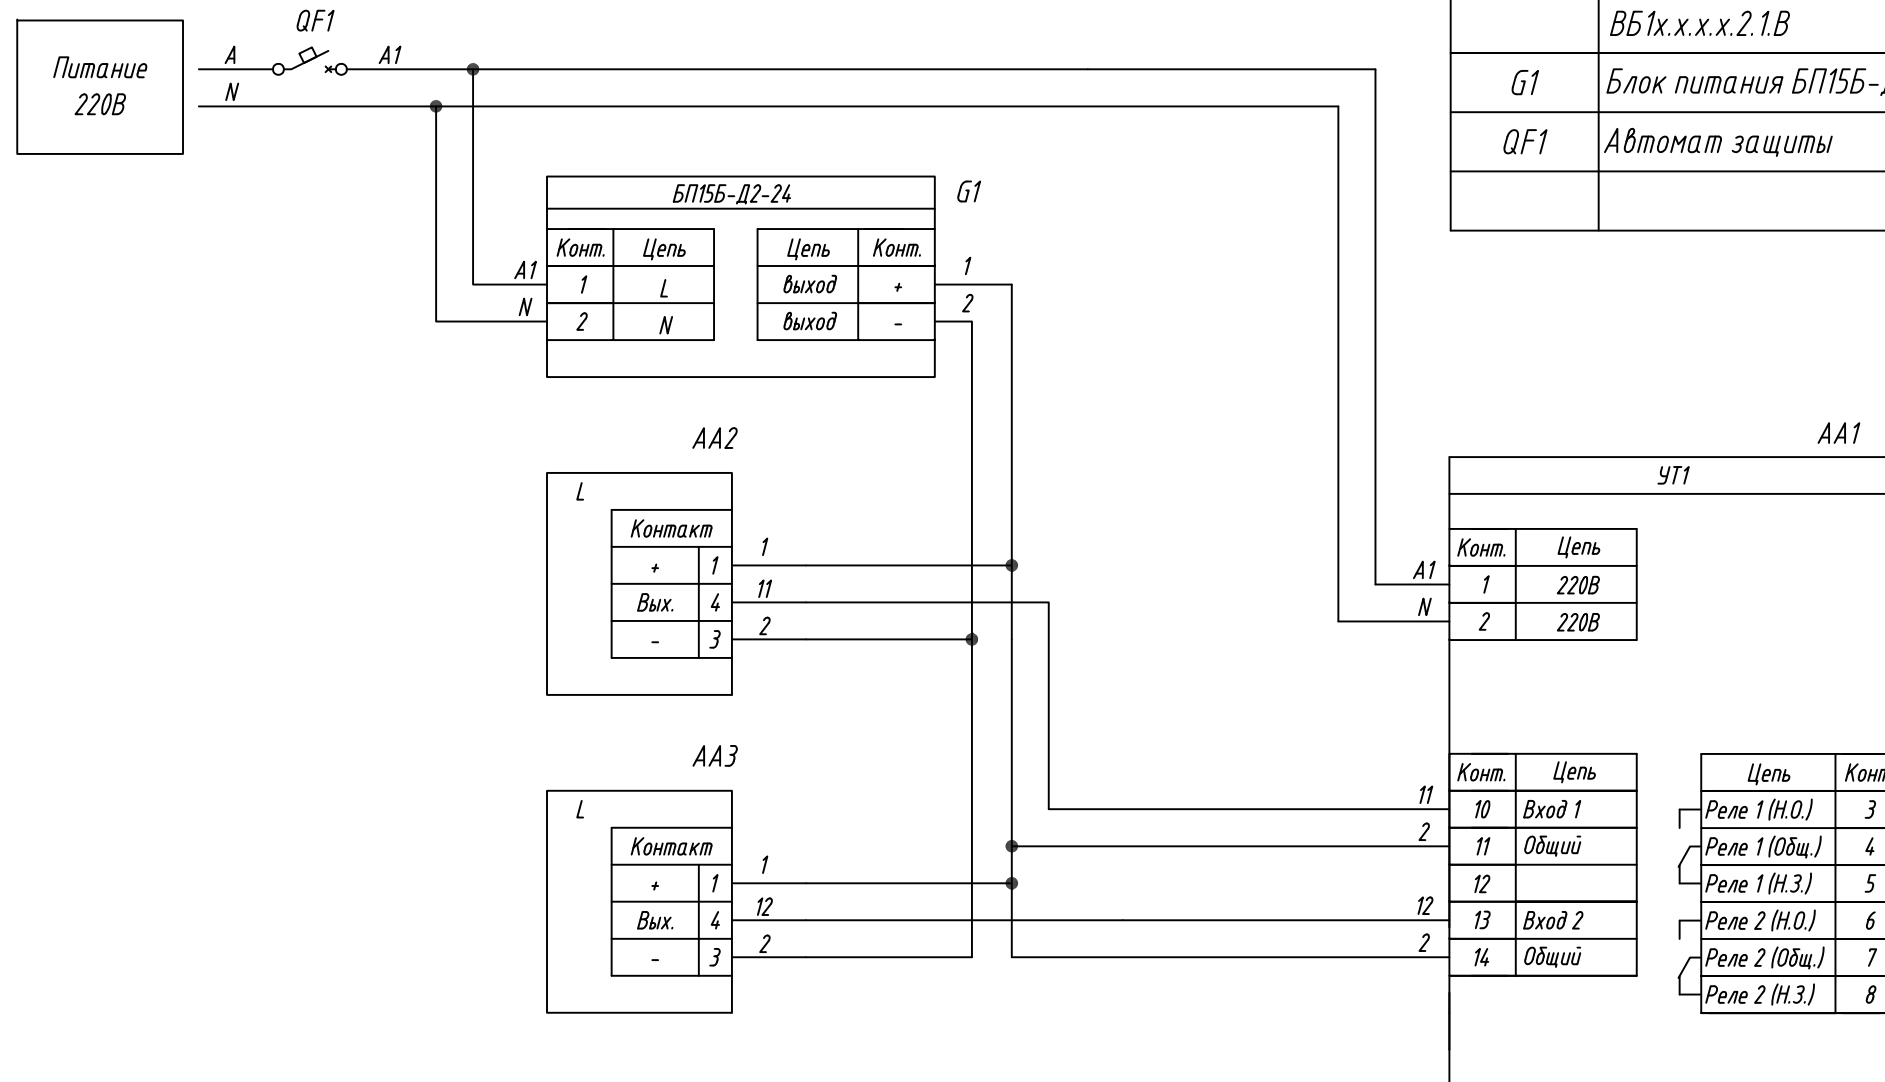 QF1
Питание
220В
A
A1
N
ВБ1х.х.х.х.2.1.В
G1 Блок питания БП15Б-Д
QF1 Автомат защиты
БП15Б-Д2-24
G1
Конт. Цепь
A1 1 L
N 2 N
Цепь Конт.
выход + 1
выход - 2
AA2
L
Контакт
+ 1 1
Вых. 4 11
- 3 2
AA3
L
Контакт
+ 1 1
Вых. 4 12
- 3 2
AA1
УТ1
Конт. Цепь
A1 1 220В
N 2 220В
Конт. Цепь
11 10 Вход 1
2 11 Общий
12
12 13 Вход 2
2 14 Общий
Цепь Конт
Реле 1 (Н.О.) 3
Реле 1 (Общ.) 4
Реле 1 (Н.З.) 5
Реле 2 (Н.О.) 6
Реле 2 (Общ.) 7
Реле 2 (Н.З.) 8